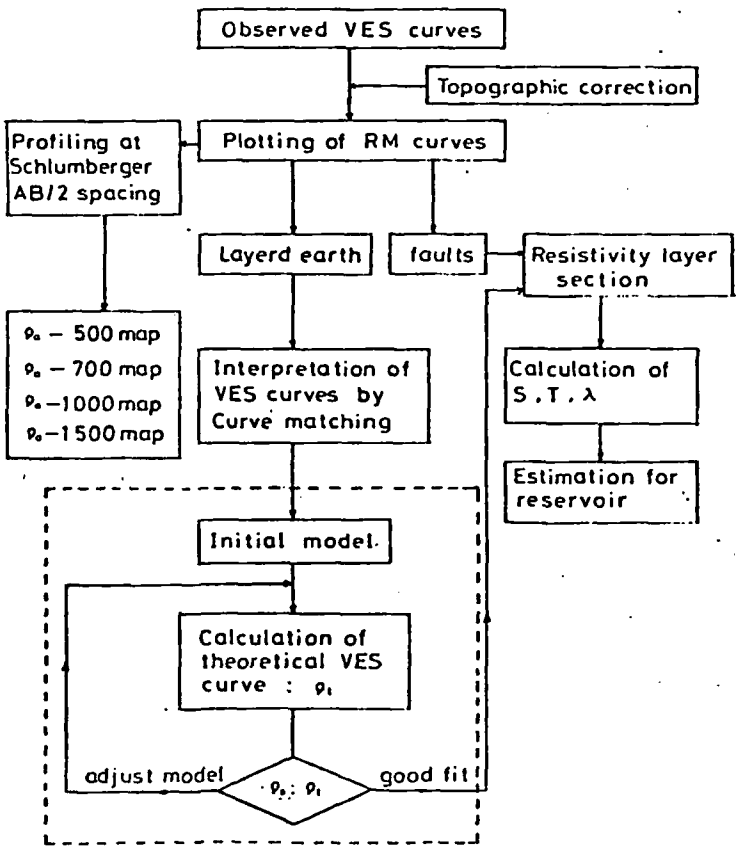 Observed VES curves
Topographic correction
Profiling at
Schlumberger
AB/2 spacing
Plotting of RM curves
Layerd earth
faults
Resistivity layer
section
ρa - 500 map
ρa - 700 map
ρa -1000 map
ρa -1500 map
Interpretation of
VES curves by
Curve matching
Calculation of
S . T . λ
Estimation for
reservoir
Initial model.
Calculation of
theoretical VES
curve : ρt
adjust model
ρa : ρt
good fit